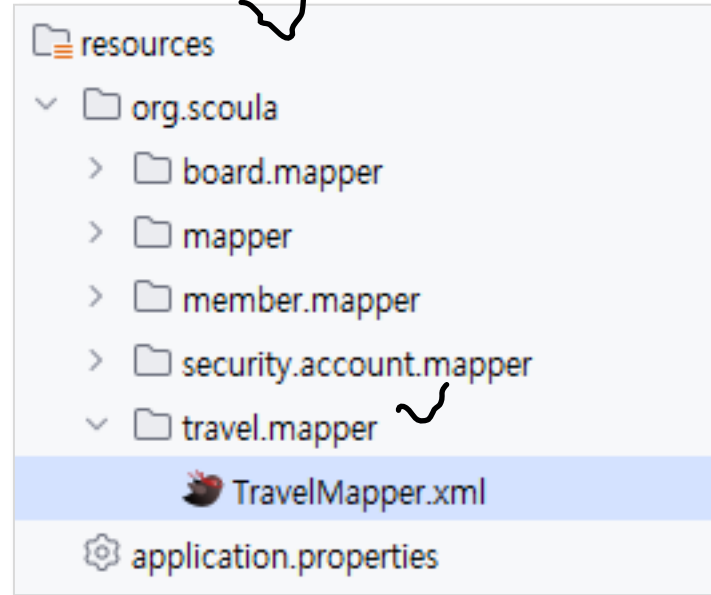 resources
org.scoula
board.mapper
mapper
member.mapper
security.account.mapper
travel.mapper
TravelMapper.xml
application.properties